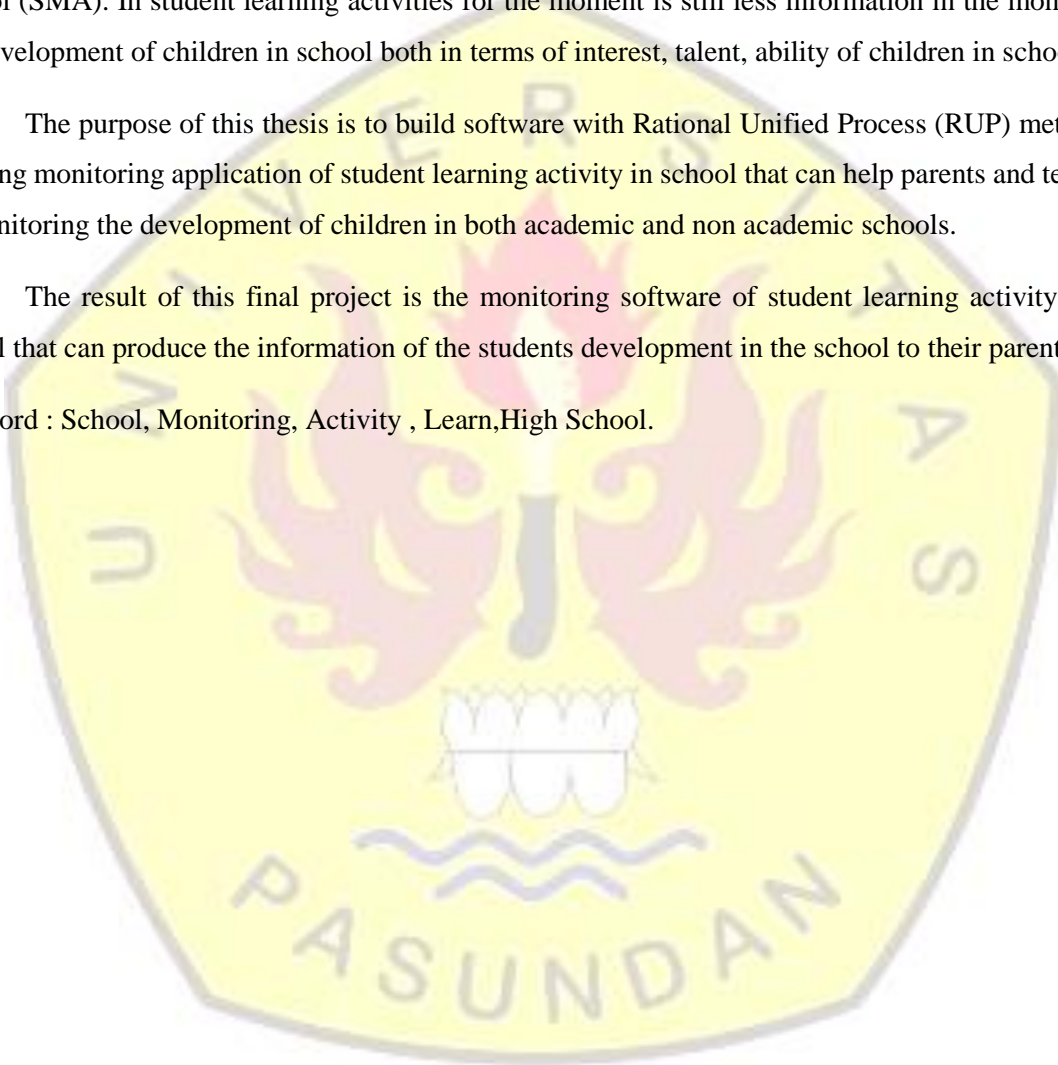 ol (SMA). In student learning activities for the moment is still less information in the mon
velopment of children in school both in terms of interest, talent, ability of children in scho
The purpose of this thesis is to build software with Rational Unified Process (RUP) met
ng monitoring application of student learning activity in school that can help parents and te
nitoring the development of children in both academic and non academic schools.
The result of this final project is the monitoring software of student learning activity
l that can produce the information of the students development in the school to their parent
ord : School, Monitoring, Activity , Learn,High School.
UNIVERSITAS
PASUNDAN